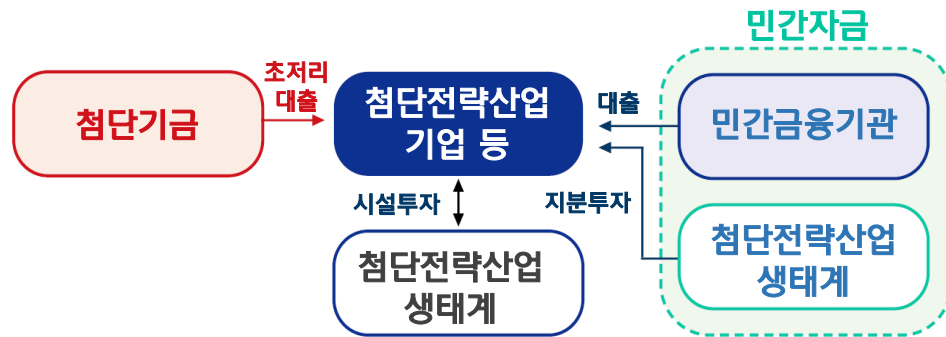 민간자금
첨단기금
초저리
대출
첨단전략산업
기업 등
대출
민간금융기관
시설투자
지분투자
첨단전략산업
생태계
첨단전략산업
생태계